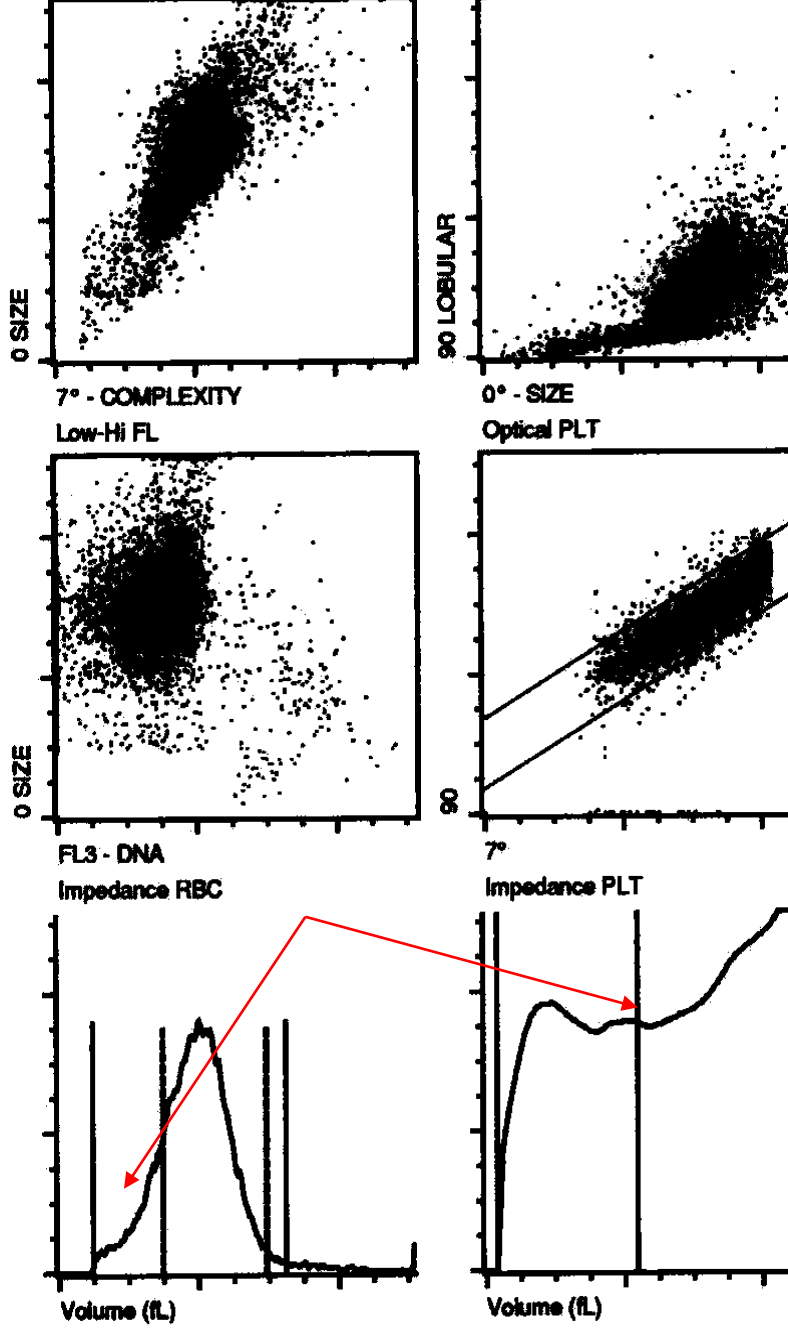 0 SIZE
7° - COMPLEXITY
90 LOBULAR
0° - SIZE
Low-Hi FL
0 SIZE
FL3 - DNA
Optical PLT
90
7°
Impedance RBC
Volume (fL)
Impedance PLT
Volume (fL)